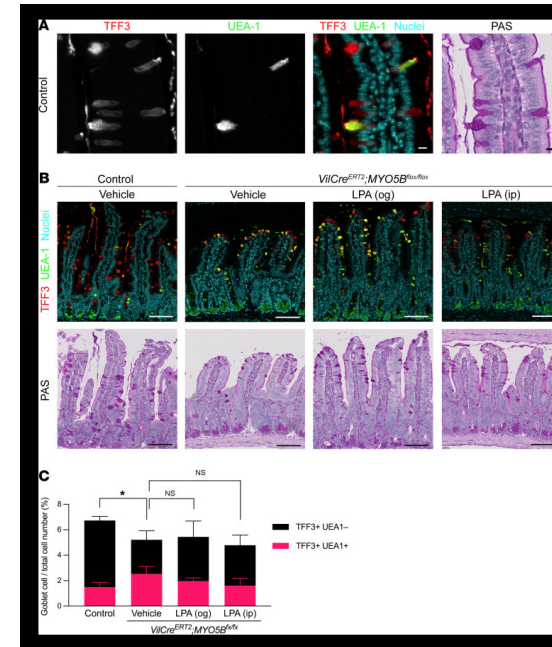 A
TFF3
UEA-1
TFF3 UEA-1 Nuclei
PAS
Control
B
Control
VilCreERT2;MYO5Bflox/flox
Vehicle
Vehicle
LPA (og)
LPA (ip)
TFF3 UEA-1 Nuclei
PAS
C
NS
*
NS
Goblet cell / total cell number (%)
8
6
4
2
0
TFF3+ UEA1–
TFF3+ UEA1+
Control
Vehicle
LPA (og)
LPA (ip)
VilCreERT2;MYO5Bfx/fx